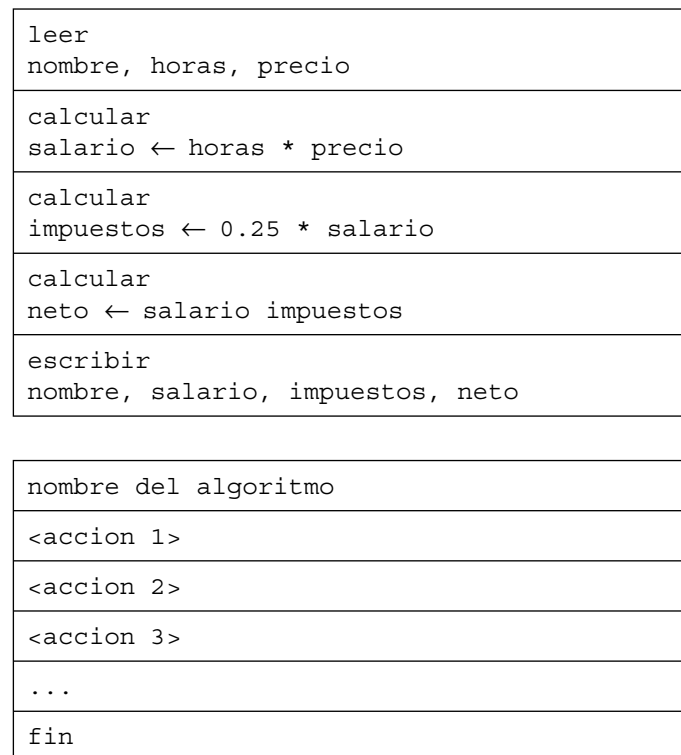 leer
nombre, horas, precio
calcular
salario ← horas * precio
calcular
impuestos ← 0.25 * salario
calcular
neto ← salario impuestos
escribir
nombre, salario, impuestos, neto
nombre del algoritmo
<accion 1>
<accion 2>
<accion 3>
...
fin